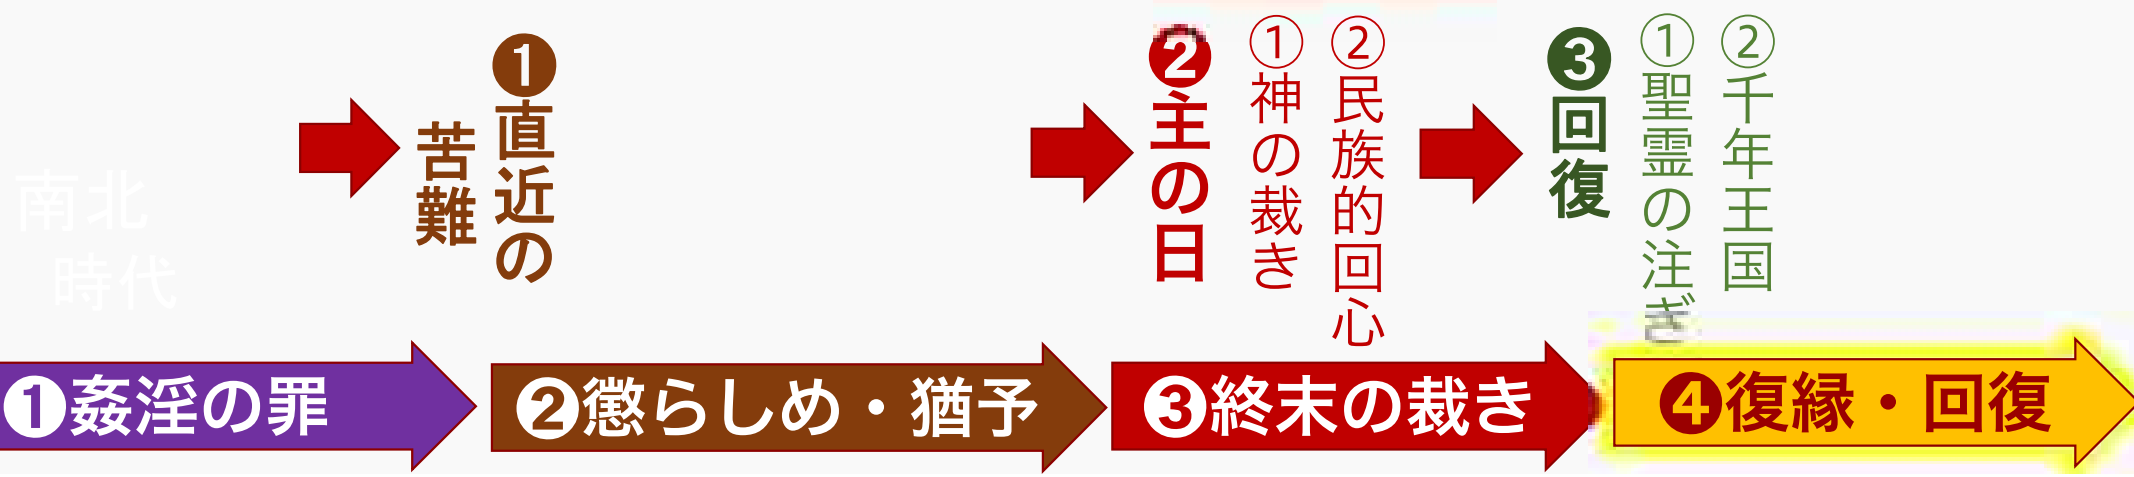 南北
時代
❶直近の
苦難
❷主の日
①神の裁き
②民族的回心
❸回復
①聖霊の注ぎ
②千年王国
❶姦淫の罪
❷懲らしめ・猶予
❸終末の裁き
❹復縁・回復